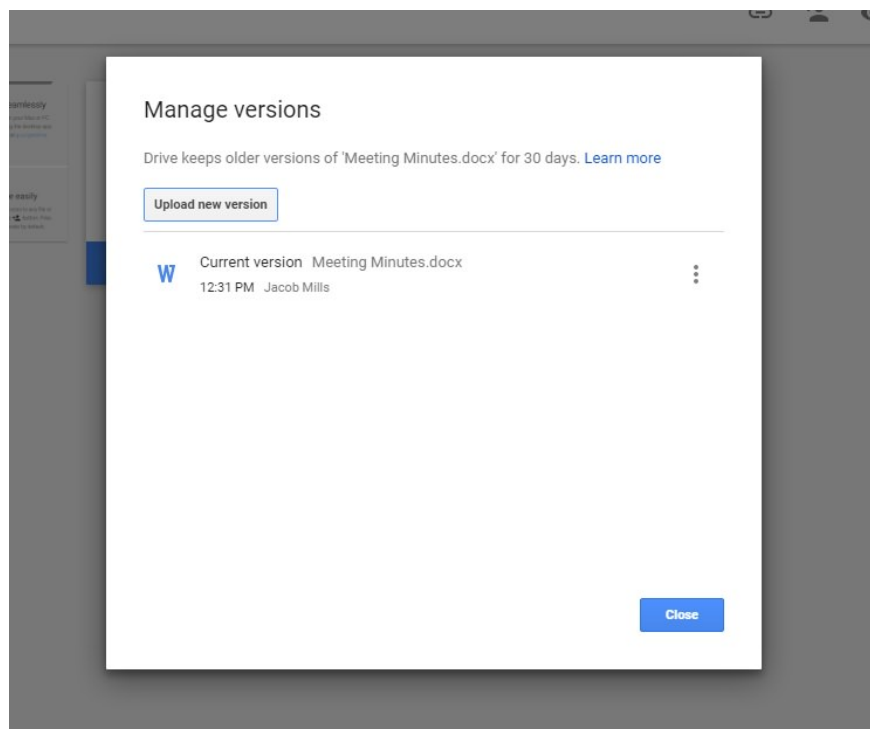 Manage versions
Drive keeps older versions of 'Meeting Minutes.docx' for 30 days. Learn more
Upload new version
Current version Meeting Minutes.docx
12:31 PM Jacob Mills
Close